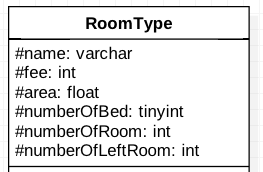 RoomType
#name: varchar
#fee: int
#area: float
#numberOfBed: tinyint
#numberOfRoom: int
#numberOfLeftRoom: int